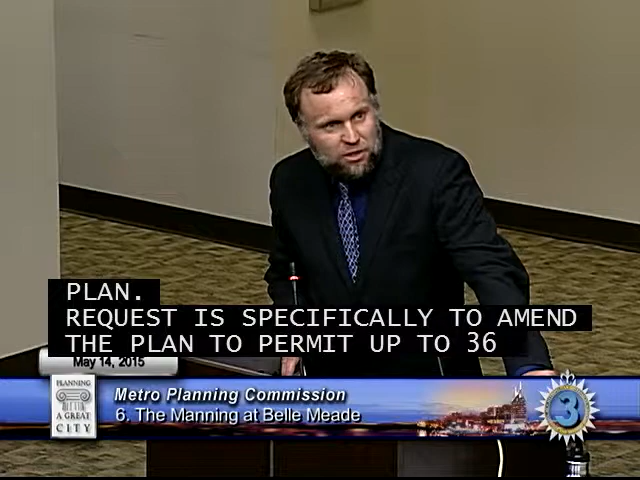 PLAN.
REQUEST IS SPECIFICALLY TO AMEND
THE PLAN TO PERMIT UP TO 36
May 14, 2015
PLANNING
A GREAT
CITY
Metro Planning Commission
6. The Manning at Belle Meade
3